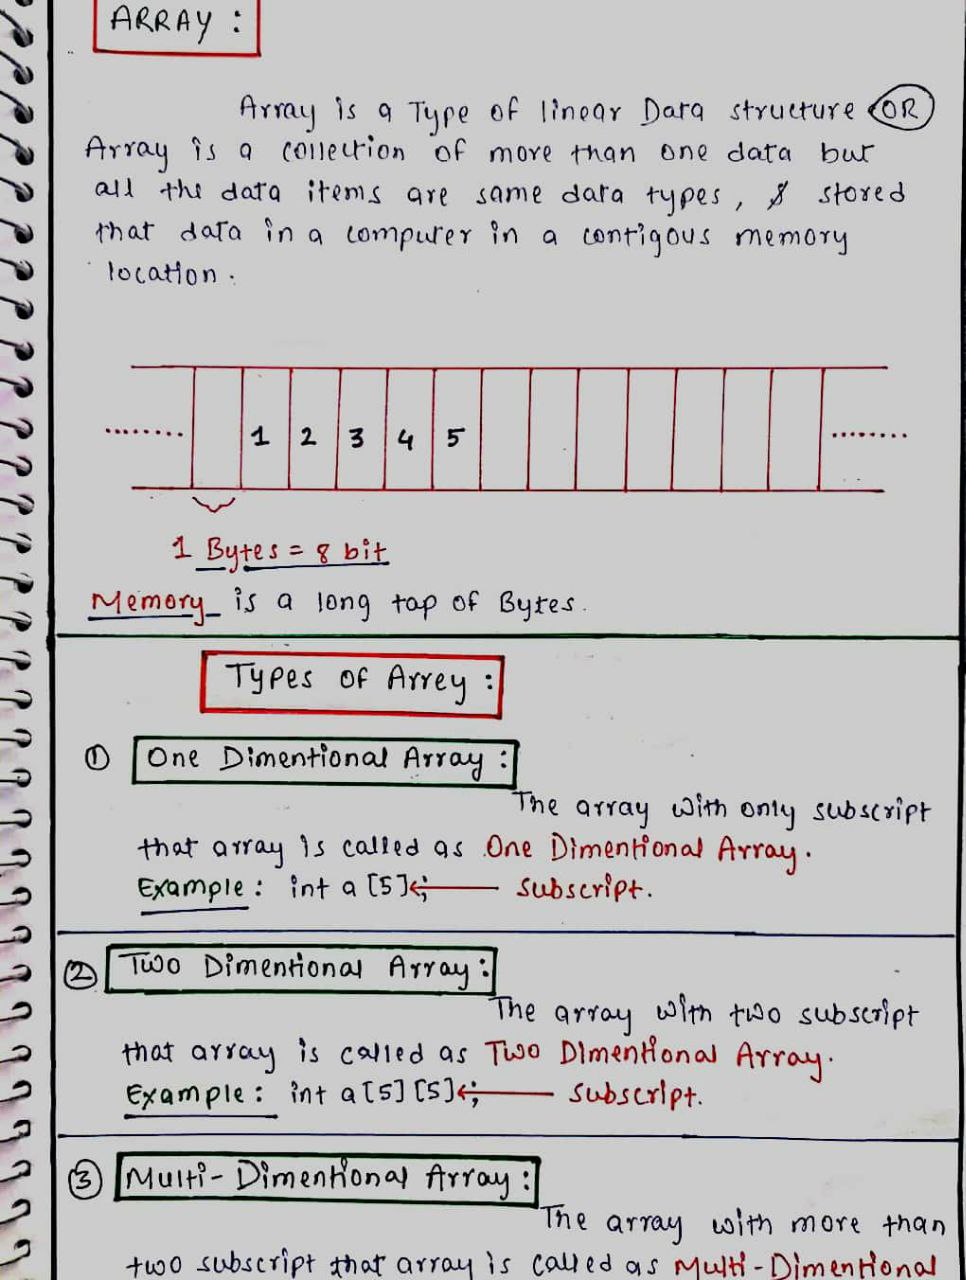 ARRAY :
Array is a Type of linear Data structure OR
Array is a collection of more than one data but
all the data items are same data types, & stored
that data in a computer in a contigous memory
location.
........ 1 2 3 4 5 ........
1 Bytes = 8 bit
Memory is a long tap of Bytes.
Types of Arrey :
① One Dimentional Array :
The array with only subscript
that array is called as One Dimentional Array.
Example : int a [5]; ← subscript.
② Two Dimentional Array :
The array with two subscript
that array is called as Two Dimentional Array.
Example : int a [5] [5]; ← subscript.
③ Multi-Dimentional Array :
The array with more than
two subscript that array is called as Multi-Dimentional